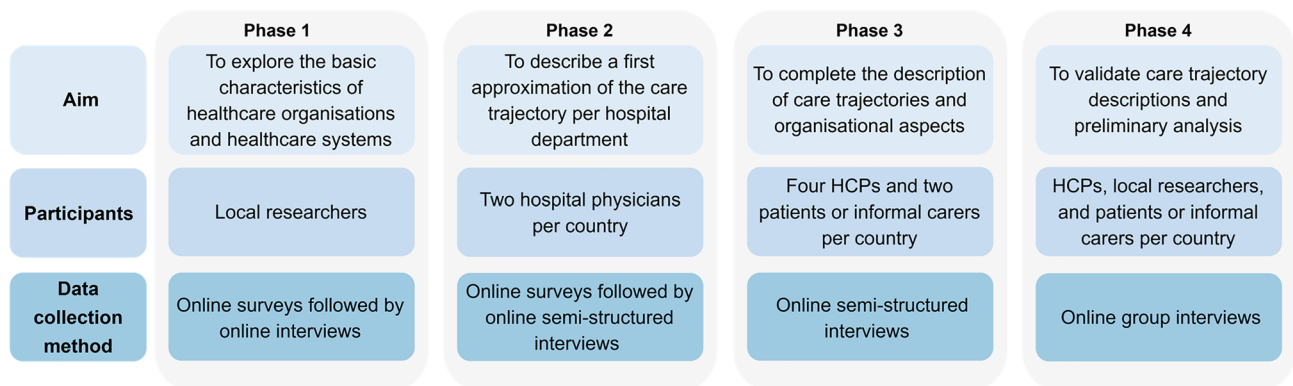 Phase 1
Phase 2
Phase 3
Phase 4
Aim
To explore the basic
characteristics of
healthcare organisations
and healthcare systems
To describe a first
approximation of the care
trajectory per hospital
department
To complete the description
of care trajectories and
organisational aspects
To validate care trajectory
descriptions and
preliminary analysis
Participants
Local researchers
Two hospital physicians
per country
Four HCPs and two
patients or informal carers
per country
HCPs, local researchers,
and patients or informal
carers per country
Data
collection
method
Online surveys followed by
online interviews
Online surveys followed by
online semi-structured
interviews
Online semi-structured
interviews
Online group interviews